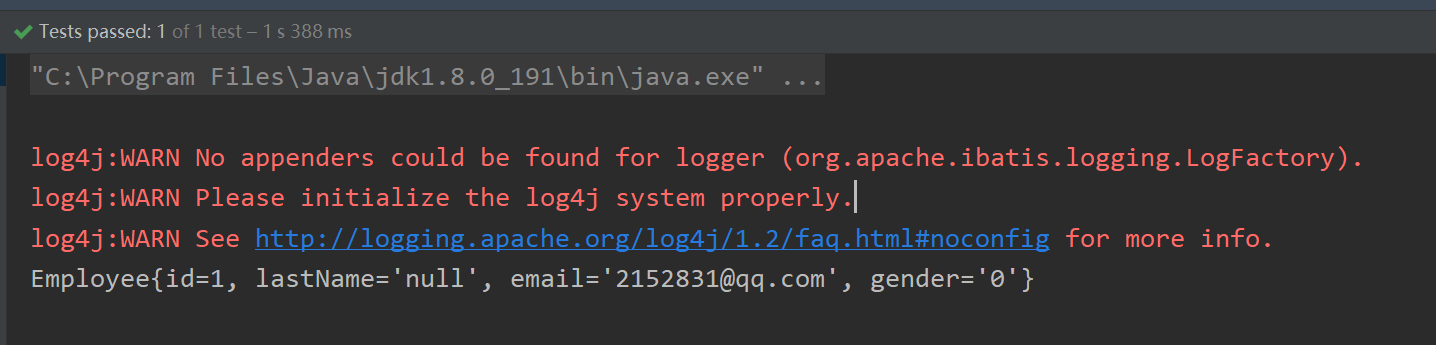 Tests passed: 1 of 1 test – 1 s 388 ms
"C:\Program Files\Java\jdk1.8.0_191\bin\java.exe" ...
log4j:WARN No appenders could be found for logger (org.apache.ibatis.logging.LogFactory).
log4j:WARN Please initialize the log4j system properly.
log4j:WARN See http://logging.apache.org/log4j/1.2/faq.html#noconfig for more info.
Employee{id=1, lastName='null', email='2152831@qq.com', gender='0'}